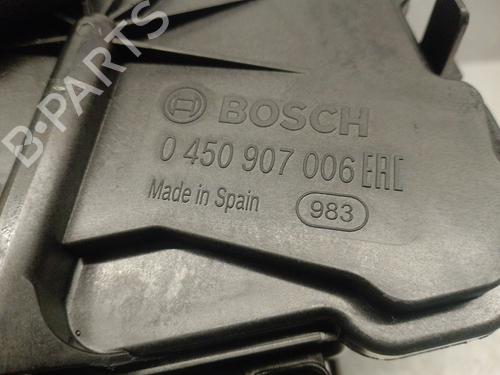 B-PARTS
BOSCH
0 450 907 006 EAC
Made in Spain 983